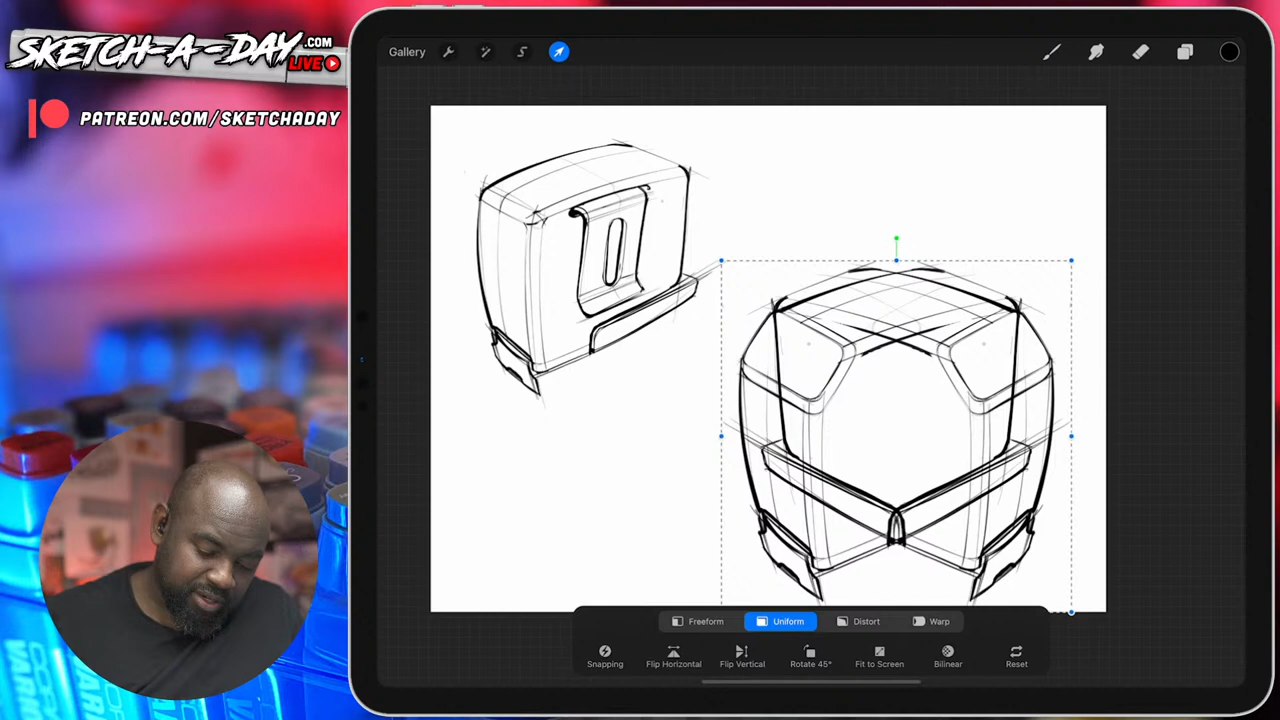 SKETCH-A-DAY.COM
LIVE
PATREON.COM/SKETCHADAY
Gallery
Freeform
Uniform
Distort
Warp
Snapping
Flip Horizontal
Flip Vertical
Rotate 45°
Fit to Screen
Bilinear
Reset